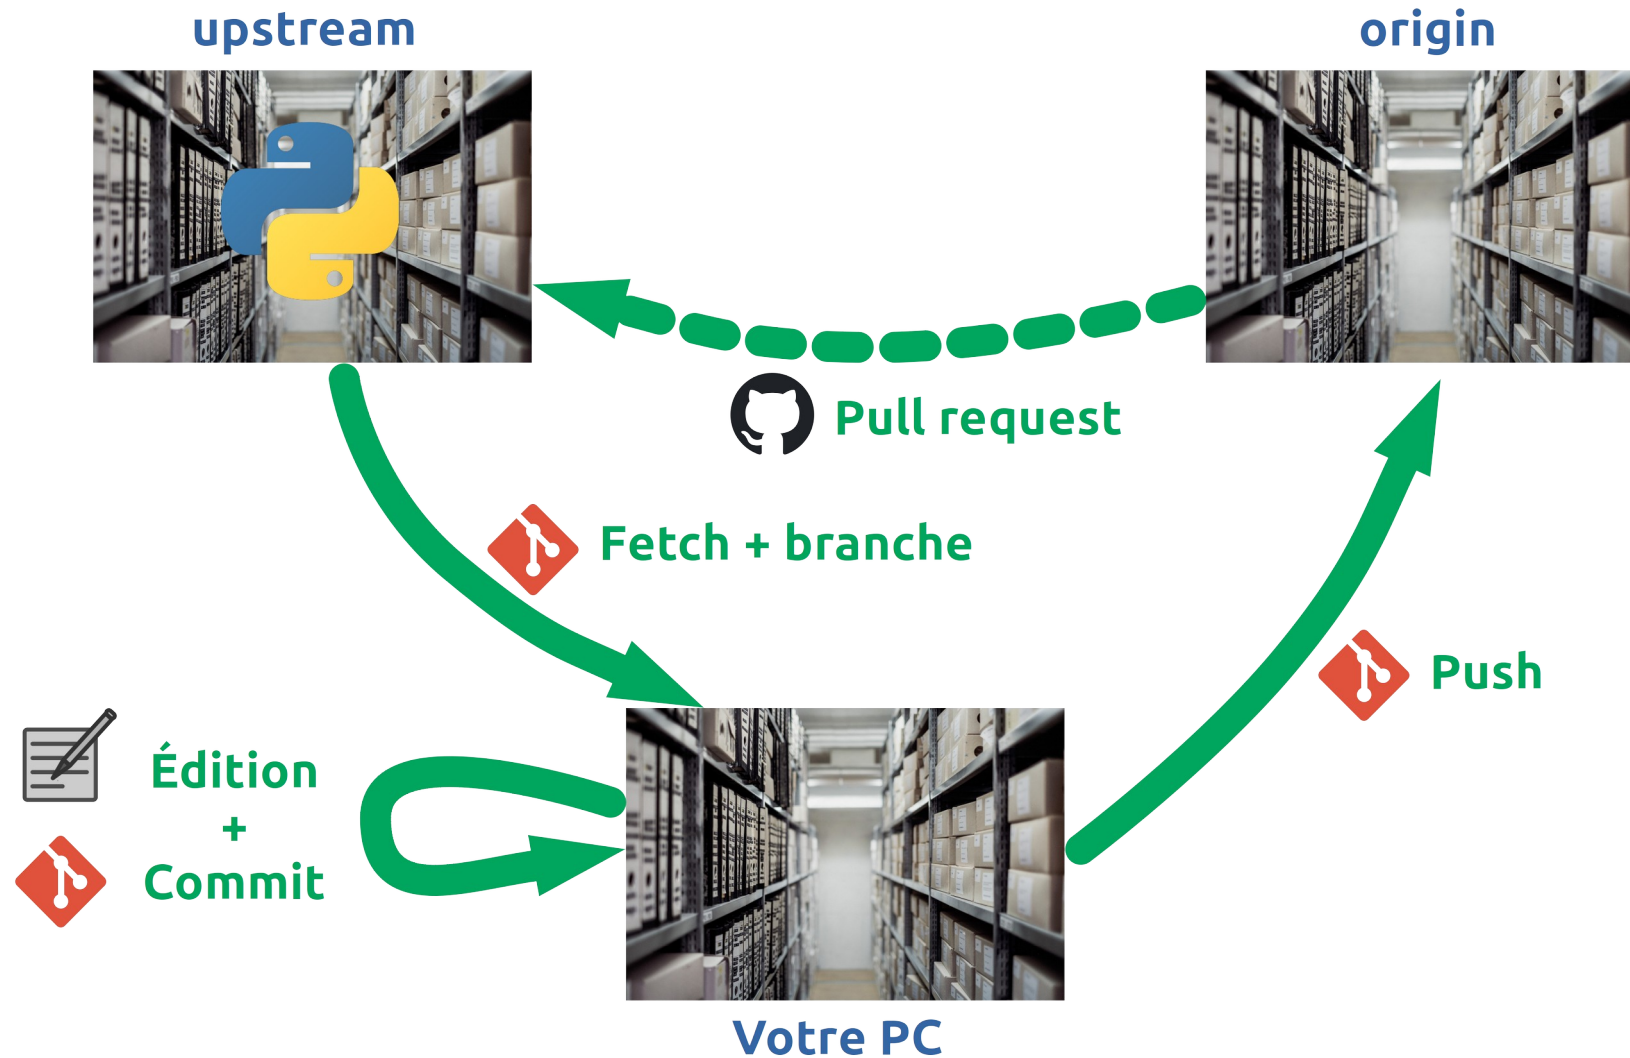 upstream
origin
Pull request
Fetch + branche
Push
Édition
+
Commit
Votre PC